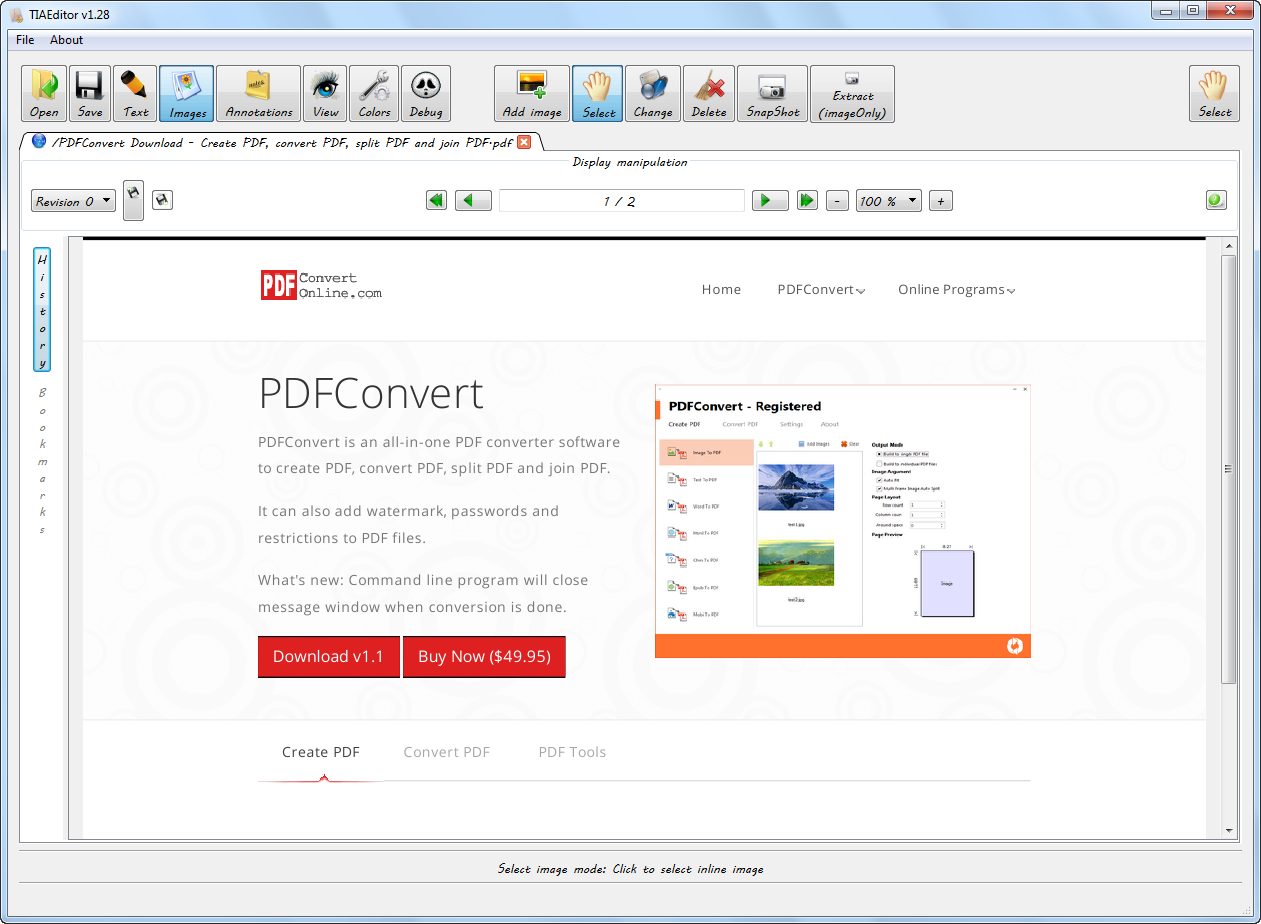 TIAEditor v1.28
File About
Open Save Text Images Annotations View Colors Debug Add image Select Change Delete SnapShot Extract (imageOnly) Select
/PDFConvert Download - Create PDF, convert PDF, split PDF and join PDF.pdf
Display manipulation
Revision 0 1 / 2 - 100 % +
History
Bookmarks
PDF Convert Online.com
Home PDFConvert Online Programs
PDFConvert
PDFConvert is an all-in-one PDF converter software
to create PDF, convert PDF, split PDF and join PDF.
It can also add watermark, passwords and
restrictions to PDF files.
What's new: Command line program will close
message window when conversion is done.
Download v1.1 Buy Now ($49.95)
PDFConvert - Registered
Create PDF Convert PDF Settings About
Add Images Clear
Image To PDF
Text To PDF
Word To PDF
Word To PDF
Chm To PDF
Epub To PDF
Mobi To PDF
test1.jpg
test2.jpg
Output Mode
Build to single PDF file
Build to individual PDF files
Image Argument
Auto fit
Multi frame Image Auto Split
Page Layout
Row count
Column coun
Around space 0
Page Preview
8.27
Image
Create PDF Convert PDF PDF Tools
Select image mode: Click to select inline image